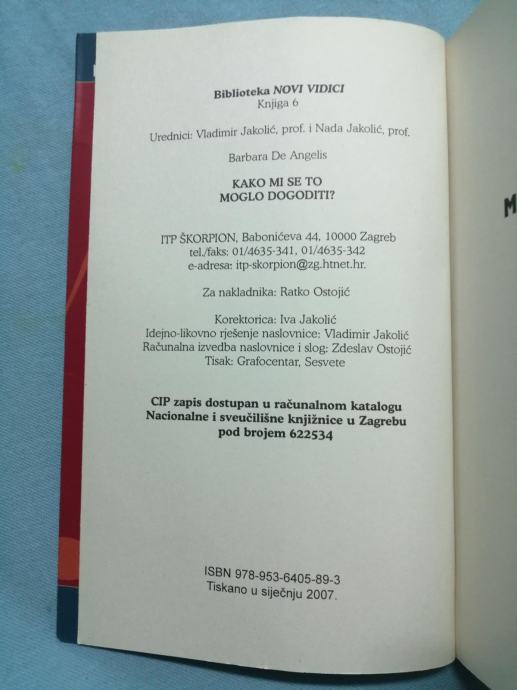 Biblioteka NOVI VIDICI
Knjiga 6
Urednici: Vladimir Jakolić, prof. i Nada Jakolić, prof.
Barbara De Angelis
KAKO MI SE TO
MOGLO DOGODITI?
ITP ŠKORPION, Babonićeva 44, 10000 Zagreb
tel./faks: 01/4635-341, 01/4635-342
e-adresa: itp-skorpion@zg.htnet.hr.
Za nakladnika: Ratko Ostojić
Korektorica: Iva Jakolić
Idejno-likovno rješenje naslovnice: Vladimir Jakolić
Računalna izvedba naslovnice i slog: Zdeslav Ostojić
Tisak: Grafocentar, Sesvete
CIP zapis dostupan u računalnom katalogu
Nacionalne i sveučilišne knjižnice u Zagrebu
pod brojem 622534
ISBN 978-953-6405-89-3
Tiskano u siječnju 2007.